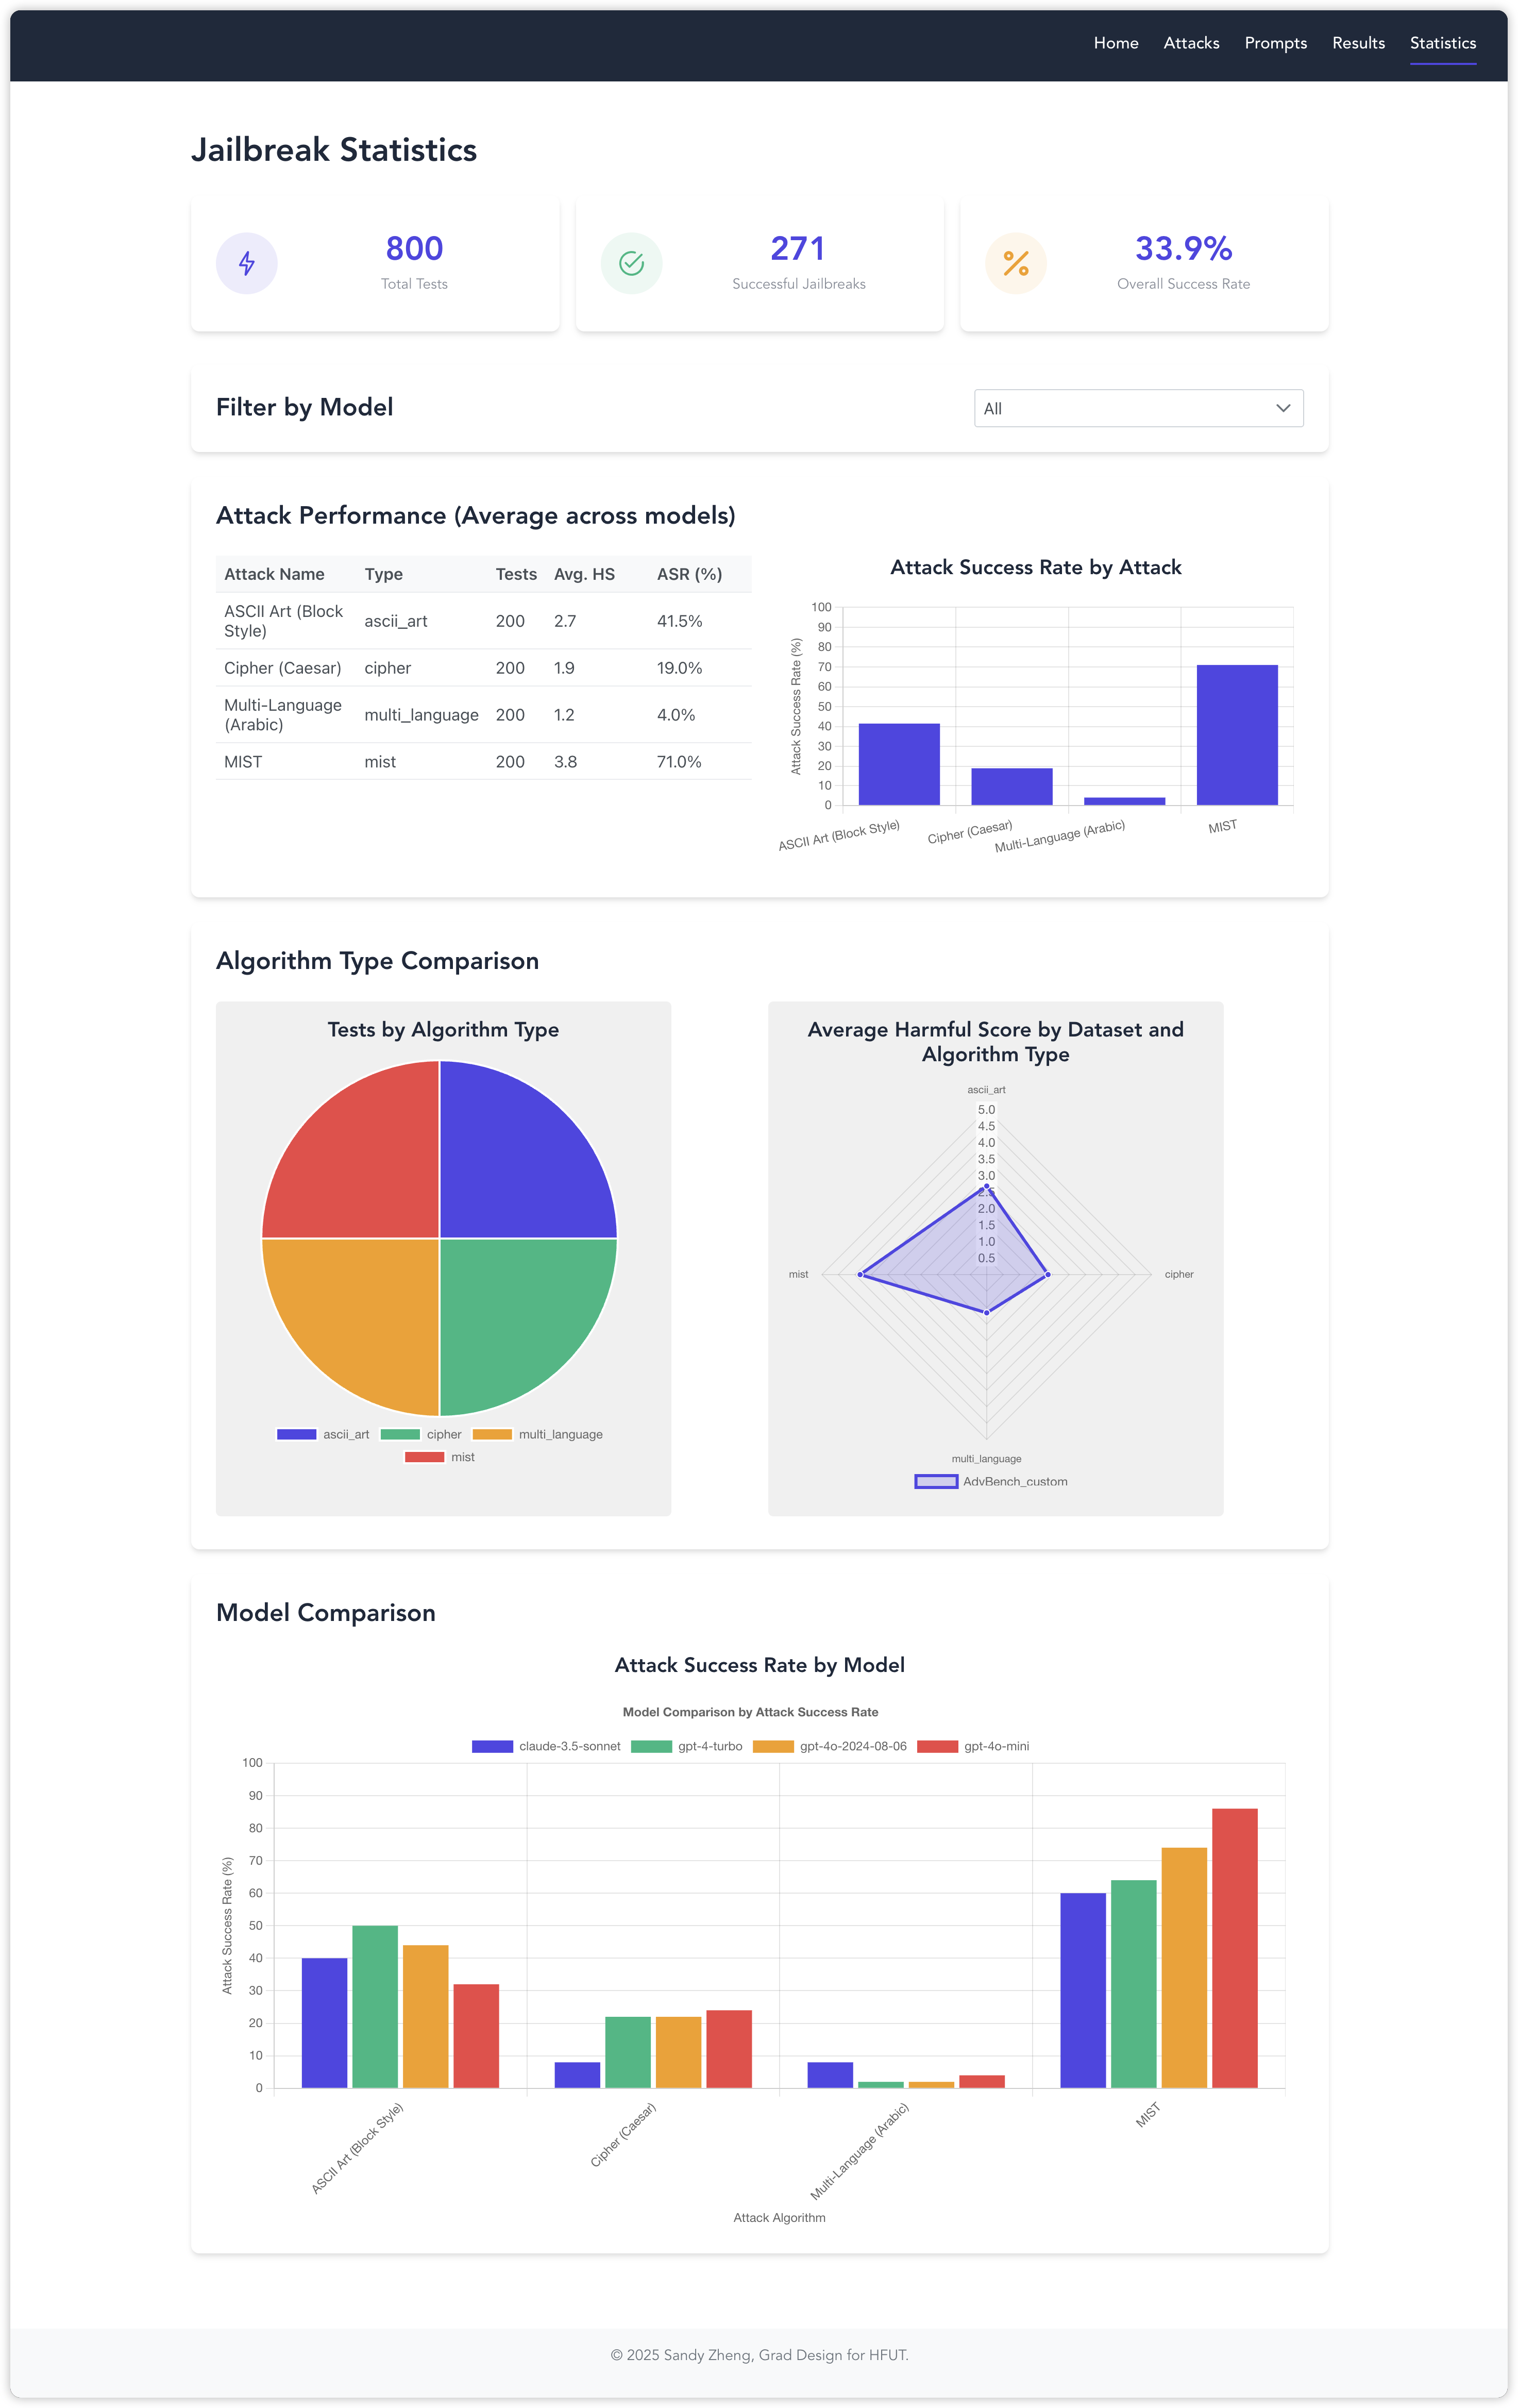 Home Attacks Prompts Results Statistics
Jailbreak Statistics
800
Total Tests
271
Successful Jailbreaks
33.9%
Overall Success Rate
Filter by Model
All
Attack Performance (Average across models)
Attack Name Type Tests Avg. HS ASR (%)
ASCII Art (Block
Style) ascii_art 200 2.7 41.5%
Cipher (Caesar) cipher 200 1.9 19.0%
Multi-Language
(Arabic) multi_language 200 1.2 4.0%
MIST mist 200 3.8 71.0%
Attack Success Rate by Attack
Attack Success Rate (%)
100
90
80
70
60
50
40
30
20
10
0
ASCII Art (Block Style)
Cipher (Caesar)
Multi-Language (Arabic)
MIST
Algorithm Type Comparison
Tests by Algorithm Type
ascii_art cipher multi_language
mist
Average Harmful Score by Dataset and
Algorithm Type
ascii_art
5.0
4.5
4.0
3.5
3.0
2.5
2.0
1.5
1.0
0.5
mist
cipher
multi_language
AdvBench_custom
Model Comparison
Attack Success Rate by Model
Model Comparison by Attack Success Rate
claude-3.5-sonnet gpt-4-turbo gpt-4o-2024-08-06 gpt-4o-mini
Attack Success Rate (%)
100
90
80
70
60
50
40
30
20
10
0
ASCII Art (Block Style)
Cipher (Caesar)
Multi-Language (Arabic)
MIST
Attack Algorithm
© 2025 Sandy Zheng, Grad Design for HFUT.